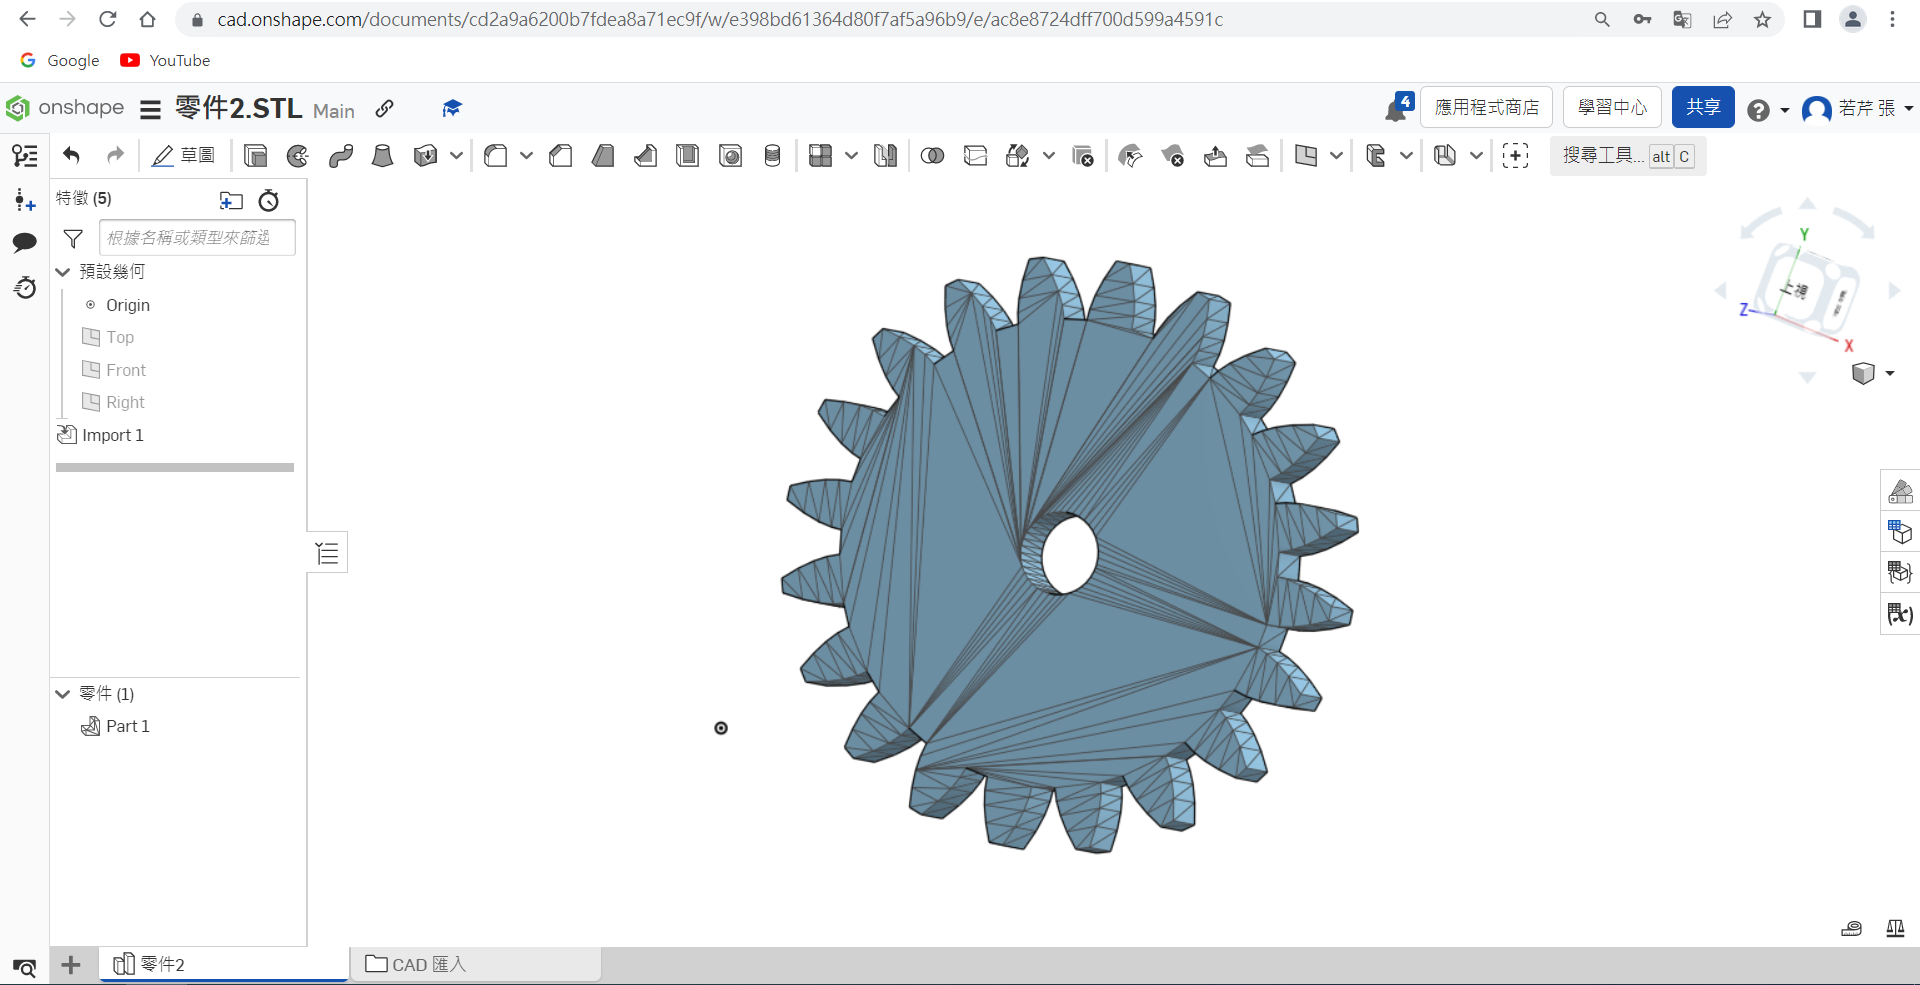 cad.onshape.com/documents/cd2a9a6200b7fdea8a71ec9f/w/e398bd61364d80f7af5a96b9/e/ac8e8724dff700d599a4591c
Google YouTube
onshape 零件2.STL Main 4 應用程式商店 學習中心 共享 若芹 張
草圖 搜尋工具... alt C
特徵 (5)
根據名稱或類型來篩選
預設幾何
Origin
Top
Front
Right
Import 1
零件 (1)
Part 1
Y
Z
X
上
零件2 CAD 匯入